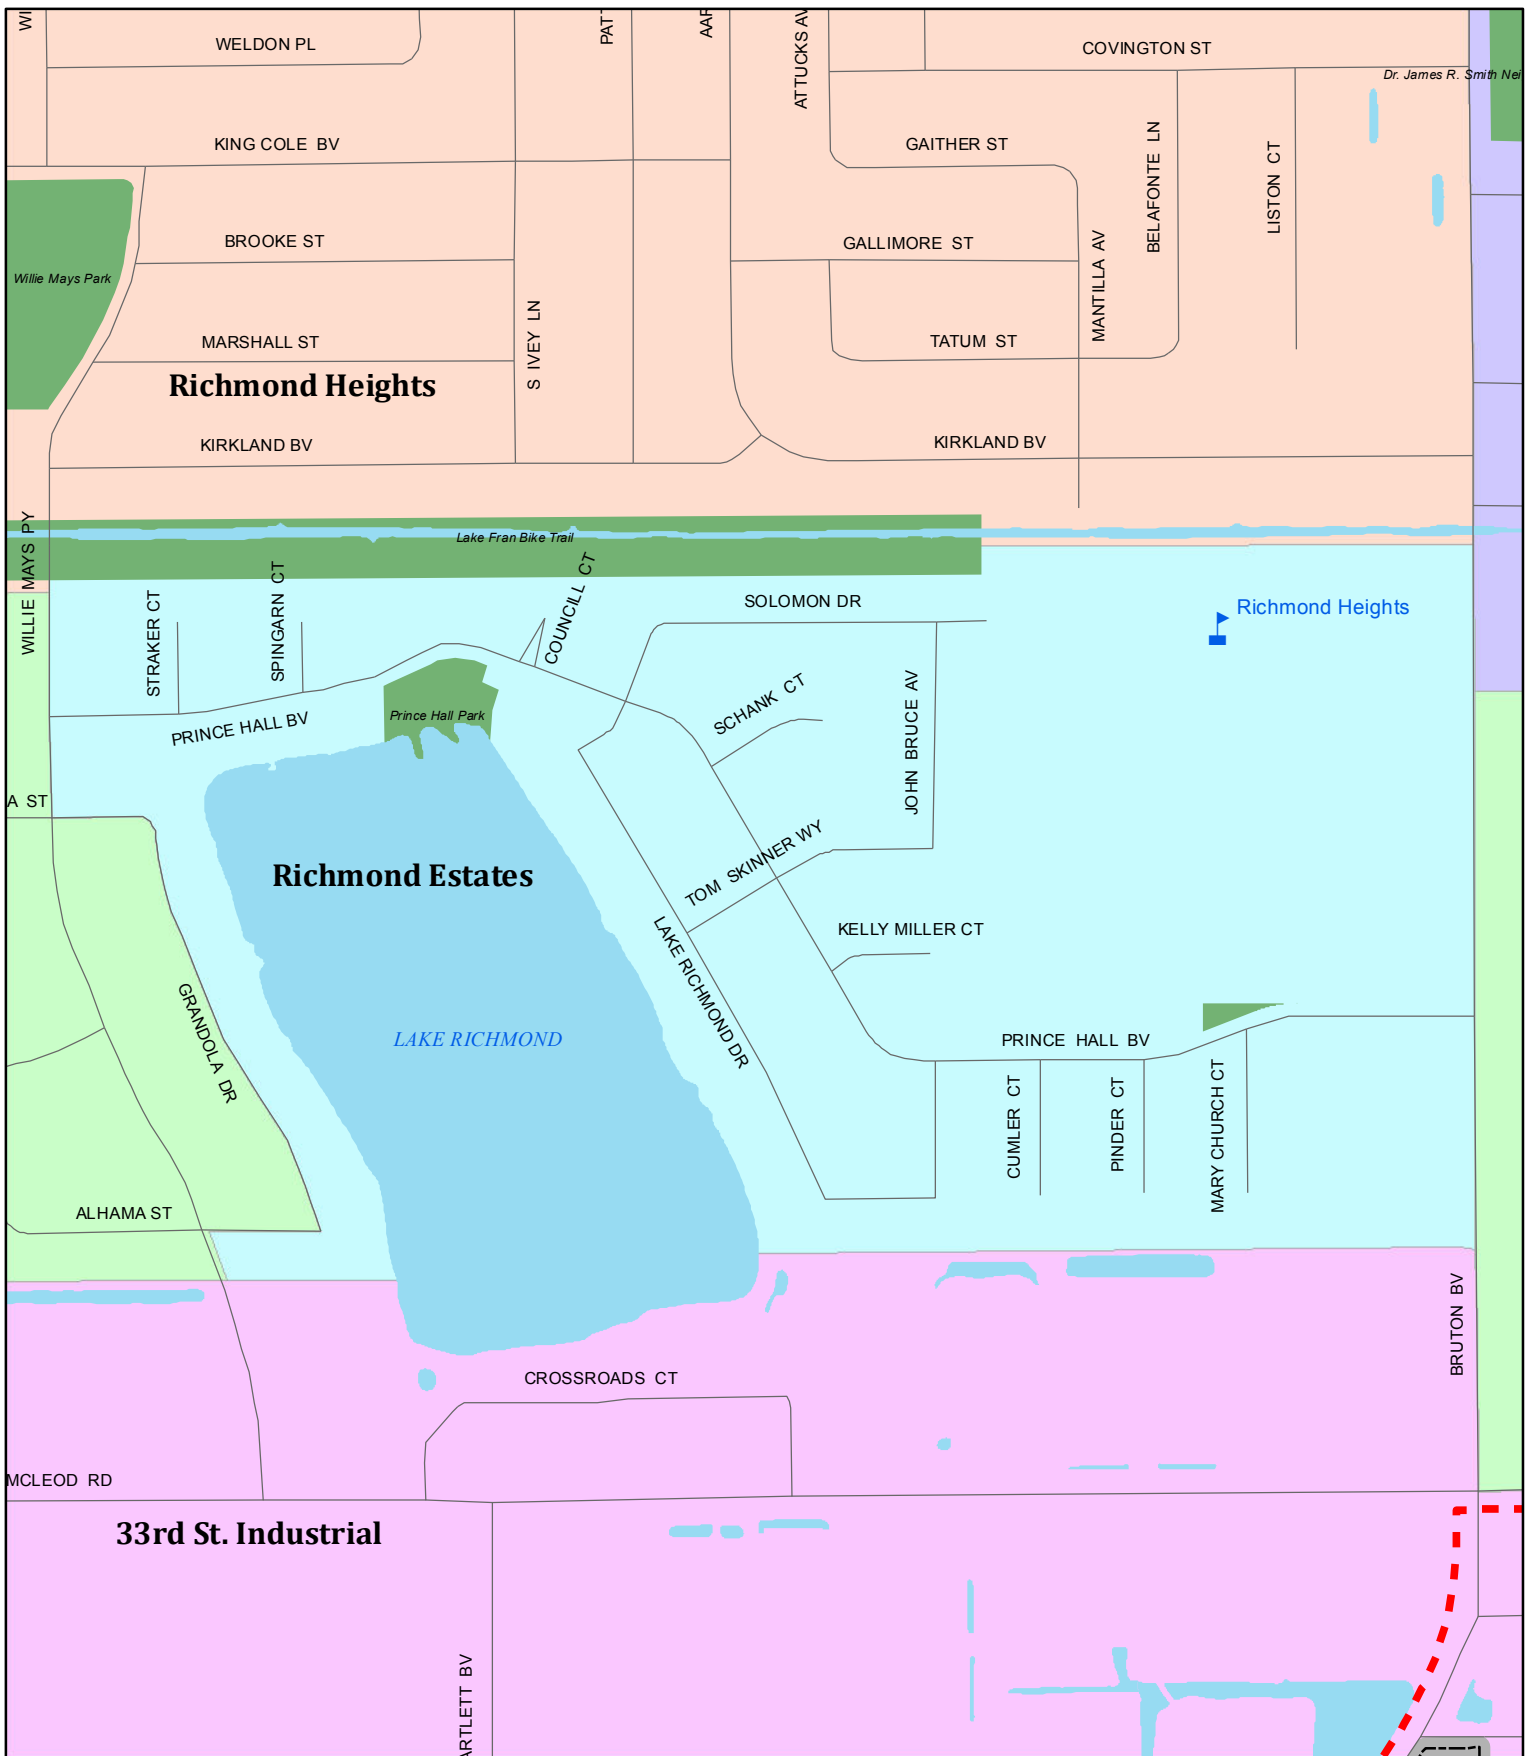 WELDON PL
COVINGTON ST
ATTUCKS AV
Dr. James R. Smith Nei
KING COLE BV
GAITHER ST
BELAFONTE LN
LISTON CT
BROOKE ST
GALLIMORE ST
MANTILLA AV
Willie Mays Park
S IVEY LN
MARSHALL ST
TATUM ST
Richmond Heights
KIRKLAND BV
KIRKLAND BV
WILLIE MAYS PY
Lake Fran Bike Trail
STRAKER CT
SPINGARN CT
COUNCILL CT
SOLOMON DR
Richmond Heights
PRINCE HALL BV
Prince Hall Park
SCHANK CT
JOHN BRUCE AV
A ST
Richmond Estates
TOM SKINNER WY
LAKE RICHMOND DR
KELLY MILLER CT
GRANDOLA DR
LAKE RICHMOND
PRINCE HALL BV
CUMLER CT
PINDER CT
MARY CHURCH CT
ALHAMA ST
BRUTON BV
CROSSROADS CT
MCLEOD RD
33rd St. Industrial
ARTLETT BV